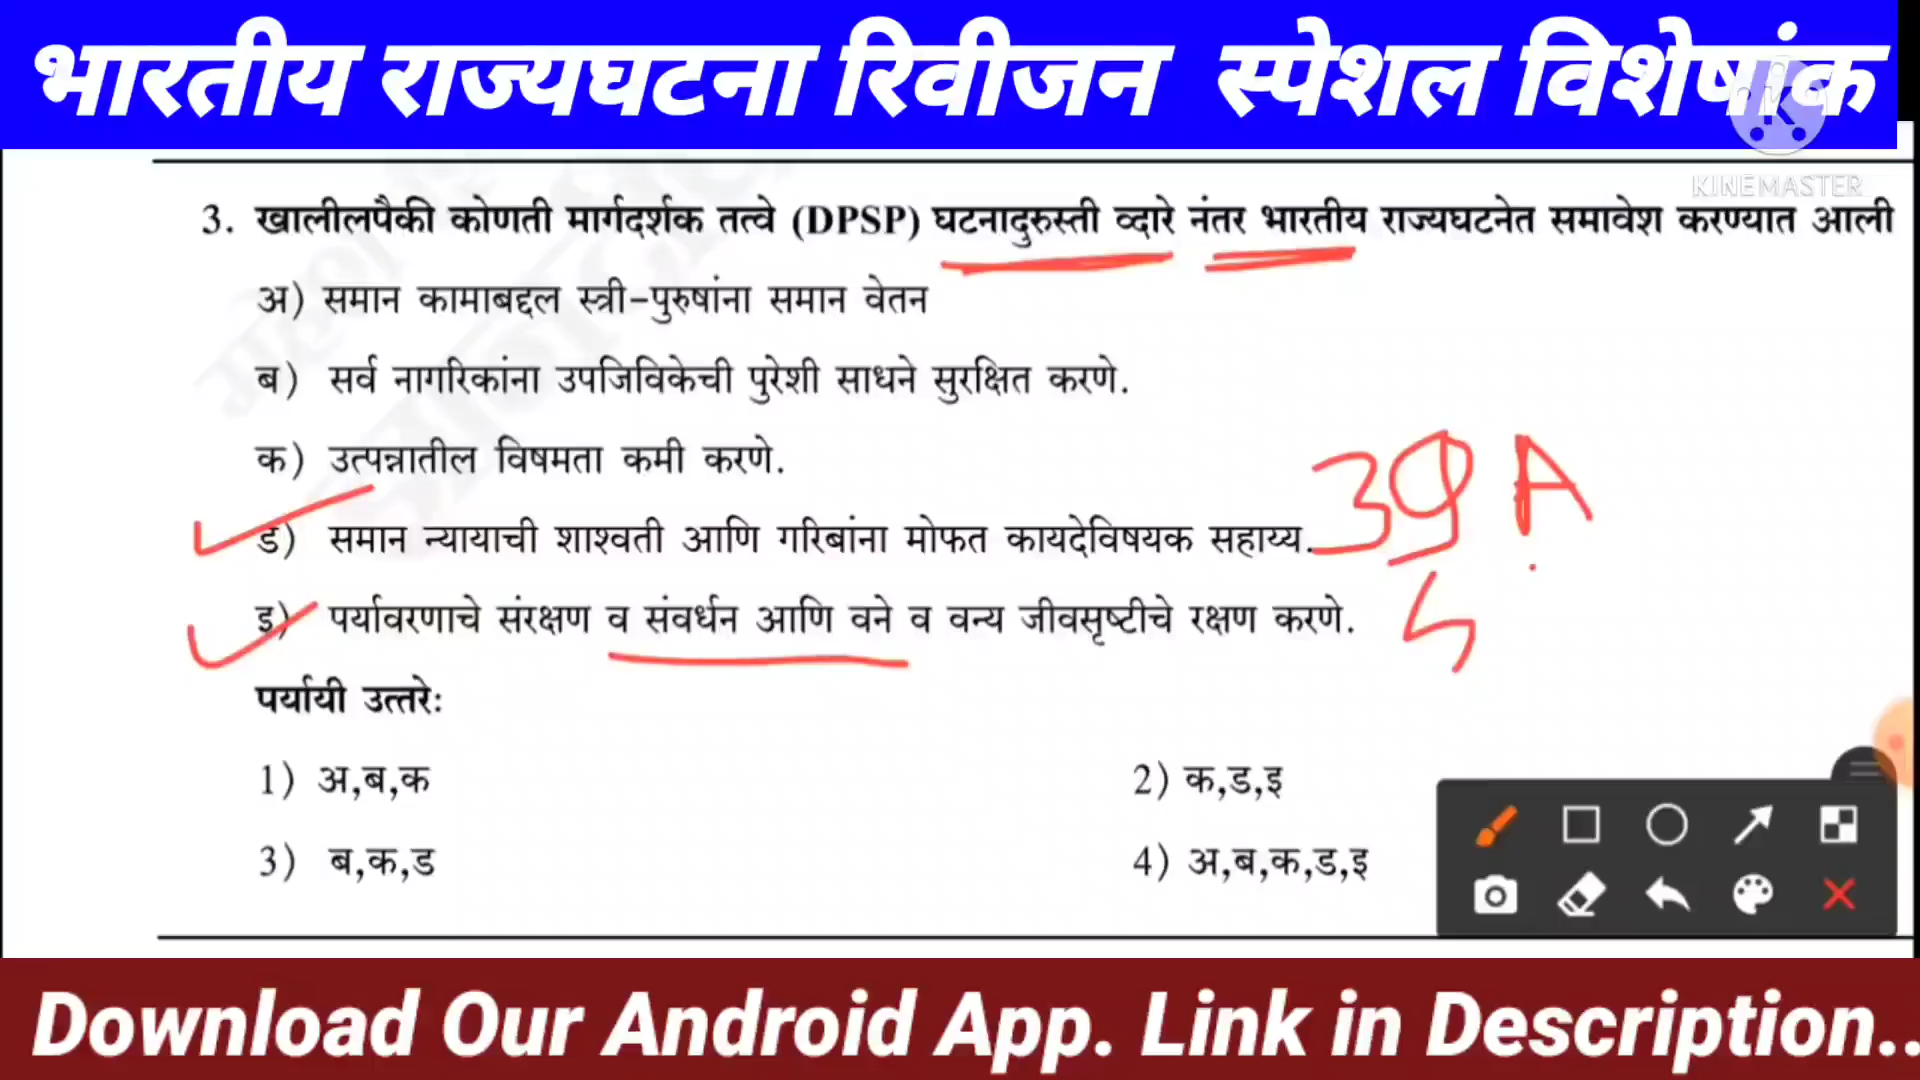 भारतीय राज्यघटना रिवीजन स्पेशल विशेषांक
KINEMASTER
3. खालीलपैकी कोणती मार्गदर्शक तत्वे (DPSP) घटनादुरुस्ती व्दारे नंतर भारतीय राज्यघटनेत समावेश करण्यात आली
अ) समान कामाबद्दल स्त्री-पुरुषांना समान वेतन
ब) सर्व नागरिकांना उपजिविकेची पुरेशी साधने सुरक्षित करणे.
क) उत्पन्नातील विषमता कमी करणे.
ड) समान न्यायाची शाश्वती आणि गरिबांना मोफत कायदेविषयक सहाय्य. 39 A
इ) पर्यावरणाचे संरक्षण व संवर्धन आणि वने व वन्य जीवसृष्टीचे रक्षण करणे.
पर्यायी उत्तरे:
1) अ,ब,क
2) क,ड,इ
3) ब,क,ड
4) अ,ब,क,ड,इ
Download Our Android App. Link in Description..